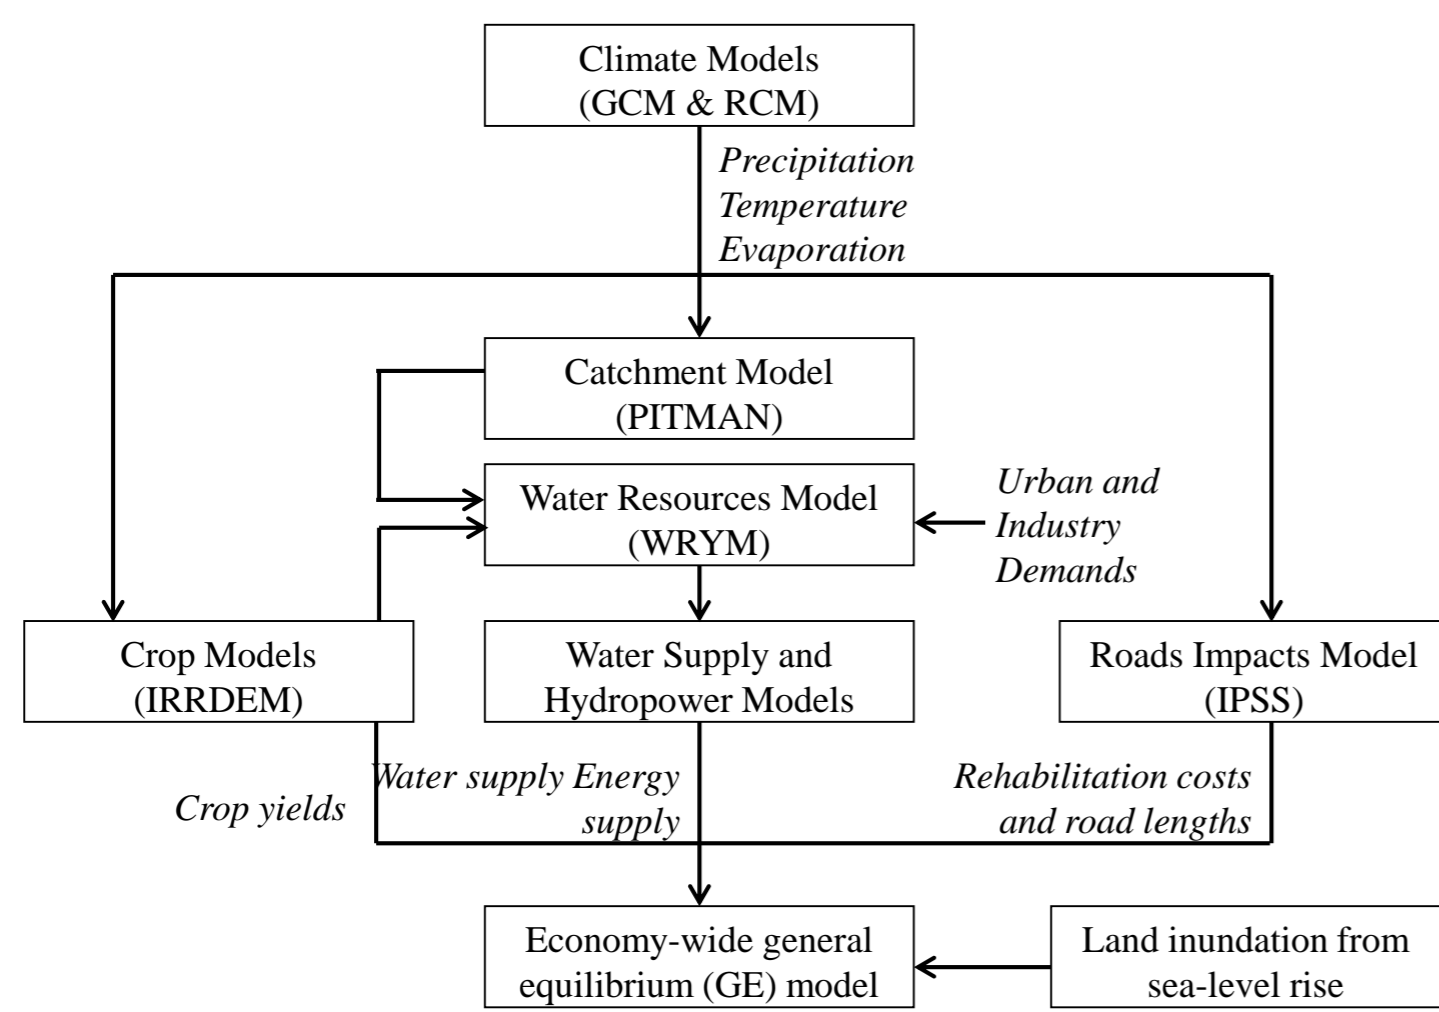 Climate Models
(GCM & RCM)
Precipitation
Temperature
Evaporation
Catchment Model
(PITMAN)
Water Resources Model
(WRYM)
Urban and
Industry
Demands
Crop Models
(IRRDEM)
Water Supply and
Hydropower Models
Roads Impacts Model
(IPSS)
Crop yields
Water supply Energy
supply
Rehabilitation costs
and road lengths
Economy-wide general
equilibrium (GE) model
Land inundation from
sea-level rise